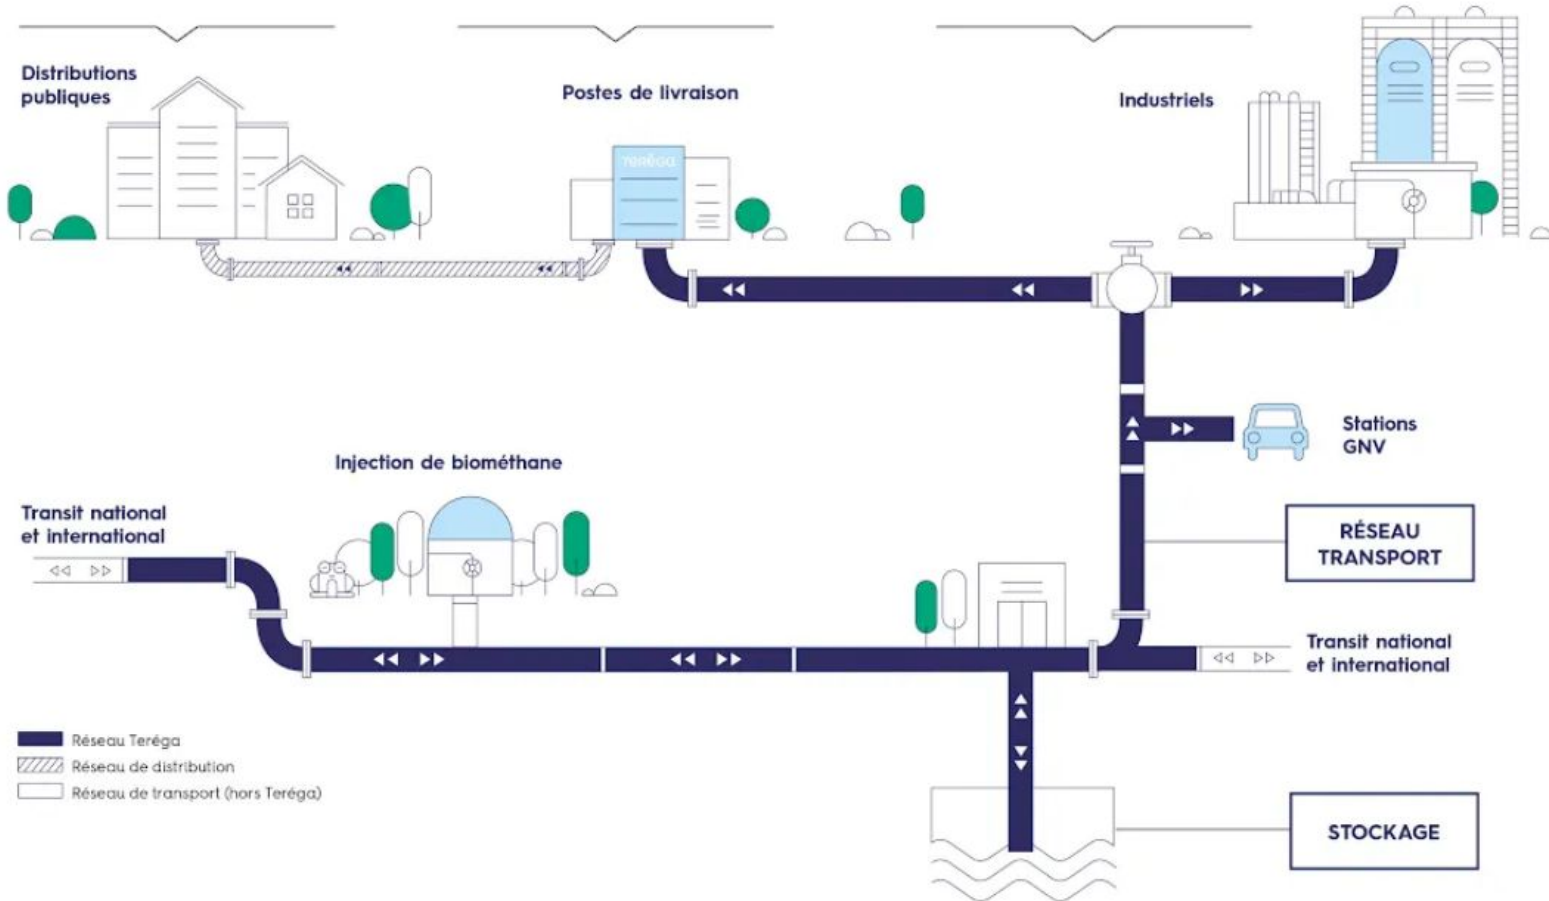 Distributions
publiques
Postes de livraison
Industriels
Teréga
Stations
GNV
Injection de biométhane
Transit national
et international
RÉSEAU
TRANSPORT
Transit national
et international
Réseau Teréga
Réseau de distribution
Réseau de transport (hors Teréga)
STOCKAGE